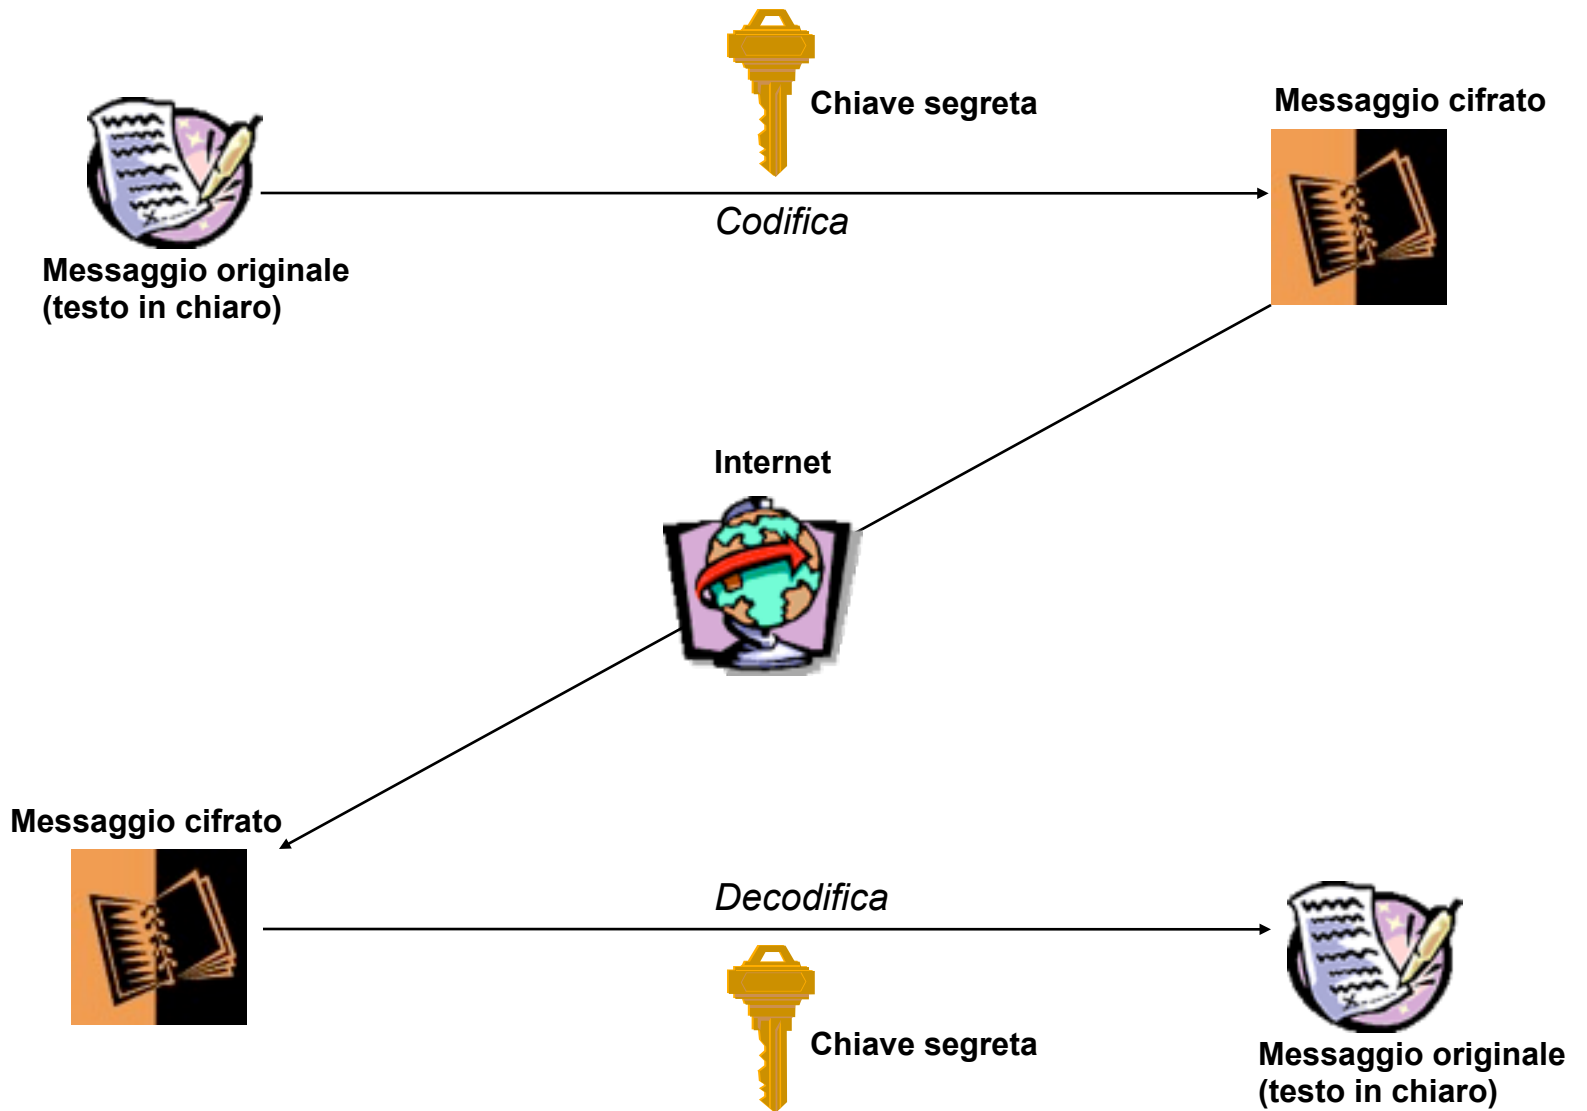 Chiave segreta
Messaggio cifrato
Codifica
Messaggio originale
(testo in chiaro)
Internet
Messaggio cifrato
Decodifica
Chiave segreta
Messaggio originale
(testo in chiaro)